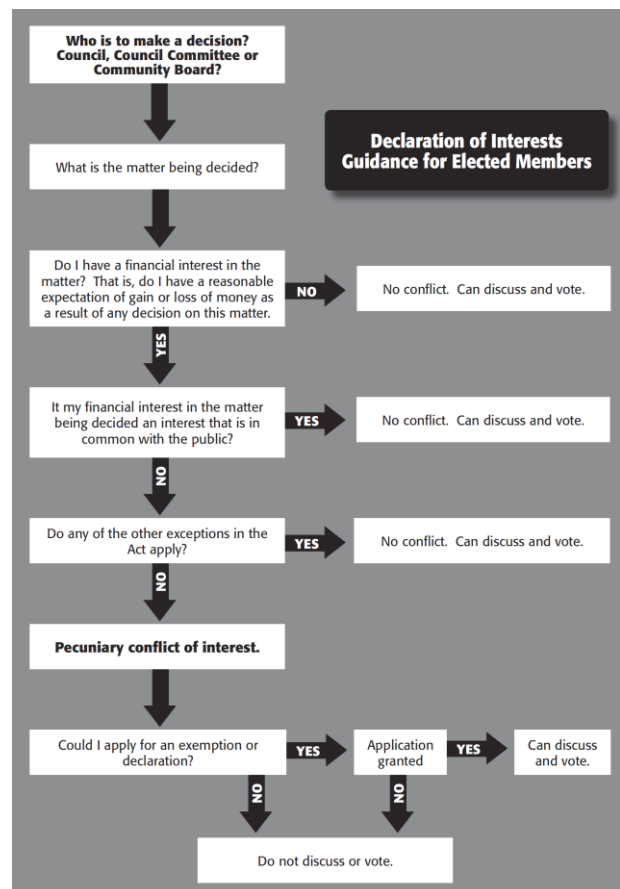 Who is to make a decision?
Council, Council Committee or
Community Board?
Declaration of Interests
Guidance for Elected Members
What is the matter being decided?
Do I have a financial interest in the
matter?  That is, do I have a reasonable
expectation of gain or loss of money as
a result of any decision on this matter.
NO
No conflict.  Can discuss and vote.
YES
It my financial interest in the matter
being decided an interest that is in
common with the public?
YES
No conflict.  Can discuss and vote.
NO
Do any of the other exceptions in the
Act apply?
YES
No conflict.  Can discuss and vote.
NO
Pecuniary conflict of interest.
Could I apply for an exemption or
declaration?
YES
Application
granted
YES
Can discuss
and vote.
NO
NO
Do not discuss or vote.